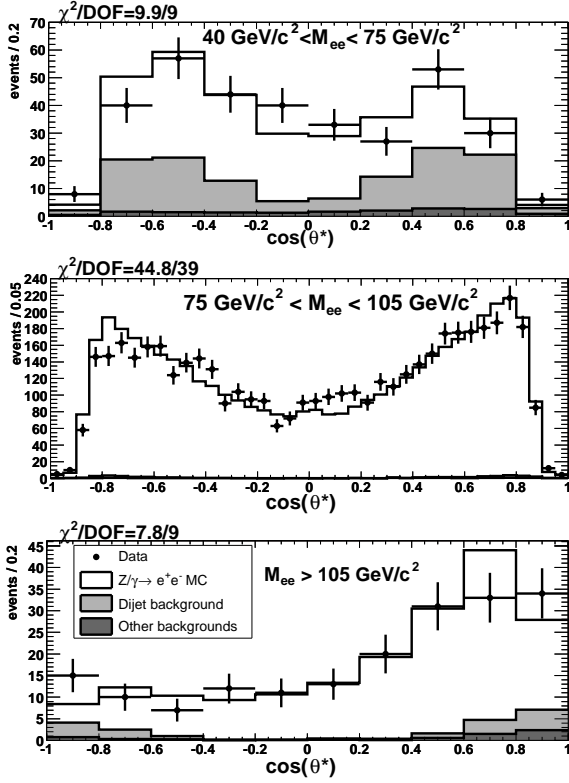 χ²/DOF=9.9/9
40 GeV/c² <M_ee < 75 GeV/c²
events / 0.2
70
60
50
40
30
20
10
0
-1 -0.8 -0.6 -0.4 -0.2 0 0.2 0.4 0.6 0.8 1
cos(θ*)
χ²/DOF=44.8/39
75 GeV/c² < M_ee < 105 GeV/c²
events / 0.05
240
220
200
180
160
140
120
100
80
60
40
20
0
-1 -0.8 -0.6 -0.4 -0.2 0 0.2 0.4 0.6 0.8 1
cos(θ*)
χ²/DOF=7.8/9
M_ee > 105 GeV/c²
events / 0.2
45
40
35
30
25
20
15
10
5
0
Data
Z/γ→ e⁺e⁻ MC
Dijet background
Other backgrounds
-1 -0.8 -0.6 -0.4 -0.2 0 0.2 0.4 0.6 0.8 1
cos(θ*)